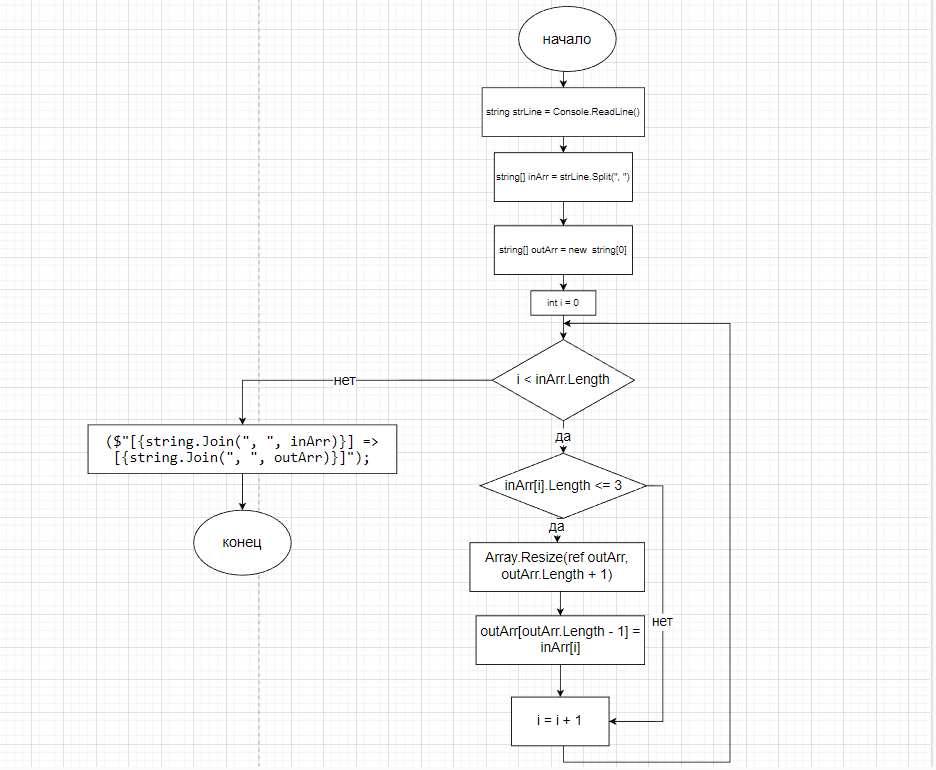 начало
string strLine = Console.ReadLine()
string[] inArr = strLine.Split(", ")
string[] outArr = new  string[0]
int i = 0
i < inArr.Length
нет
да
($"[{string.Join(", ", inArr)}] =>
[{string.Join(", ", outArr)}]");
конец
inArr[i].Length <= 3
да
Array.Resize(ref outArr,
outArr.Length + 1)
нет
outArr[outArr.Length - 1] =
inArr[i]
i = i + 1